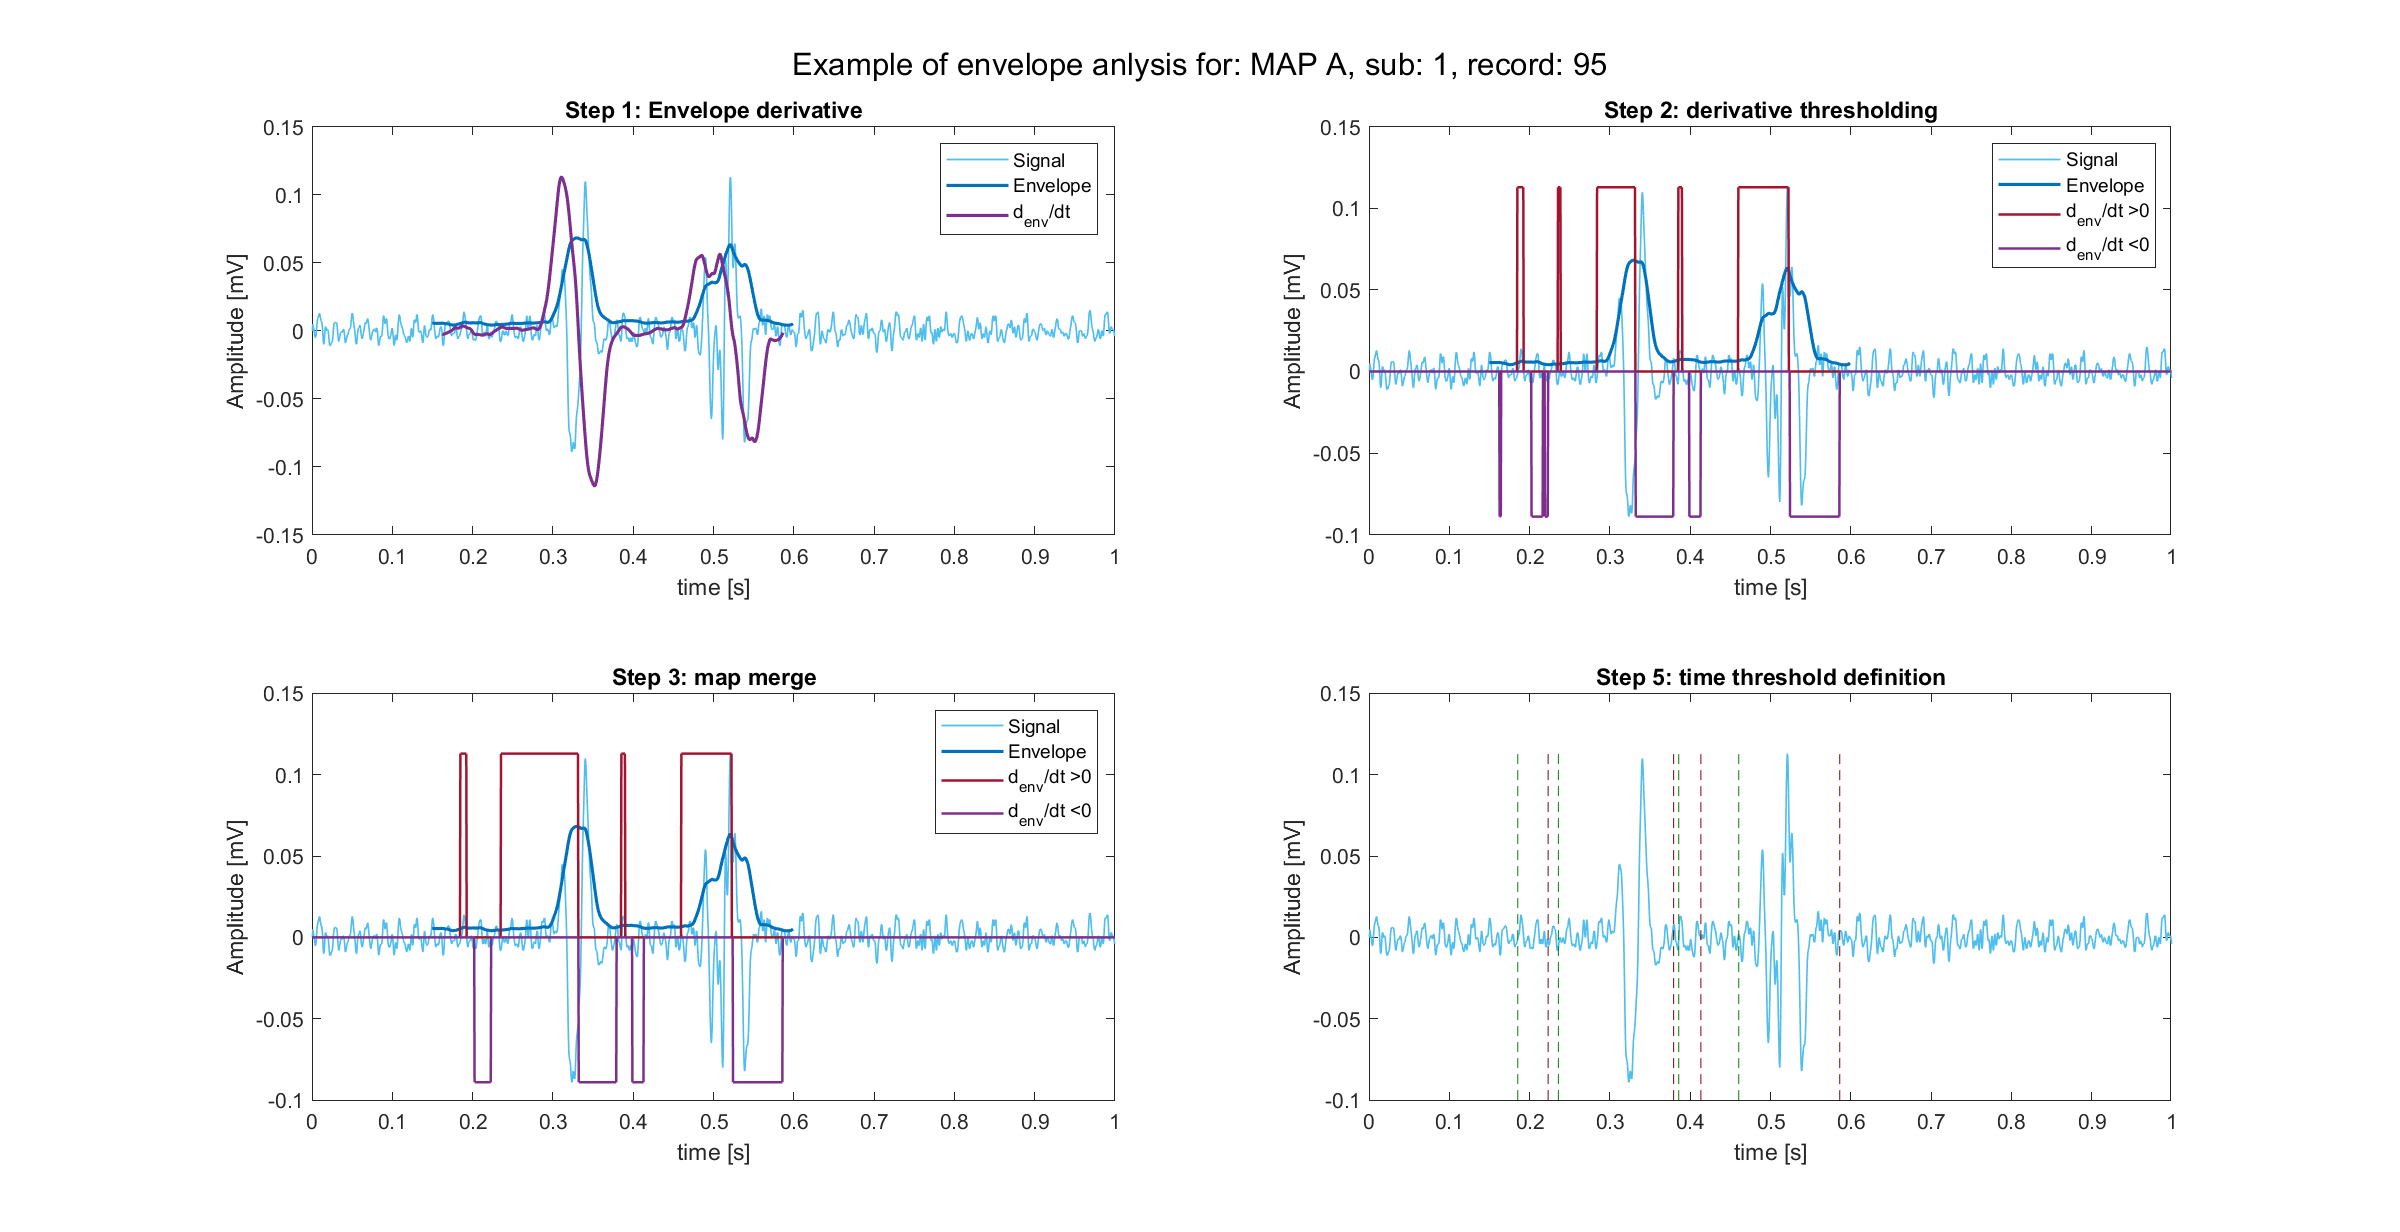 Example of envelope anlysis for: MAP A, sub: 1, record: 95
Step 1: Envelope derivative
0.15
0.1
0.05
0
-0.05
-0.1
-0.15
Amplitude [mV]
0 0.1 0.2 0.3 0.4 0.5 0.6 0.7 0.8 0.9 1
time [s]
Signal
Envelope
d_env/dt
Step 2: derivative thresholding
0.15
0.1
0.05
0
-0.05
-0.1
Amplitude [mV]
0 0.1 0.2 0.3 0.4 0.5 0.6 0.7 0.8 0.9 1
time [s]
Signal
Envelope
d_env/dt >0
d_env/dt <0
Step 3: map merge
0.15
0.1
0.05
0
-0.05
-0.1
Amplitude [mV]
0 0.1 0.2 0.3 0.4 0.5 0.6 0.7 0.8 0.9 1
time [s]
Signal
Envelope
d_env/dt >0
d_env/dt <0
Step 5: time threshold definition
0.15
0.1
0.05
0
-0.05
-0.1
Amplitude [mV]
0 0.1 0.2 0.3 0.4 0.5 0.6 0.7 0.8 0.9 1
time [s]